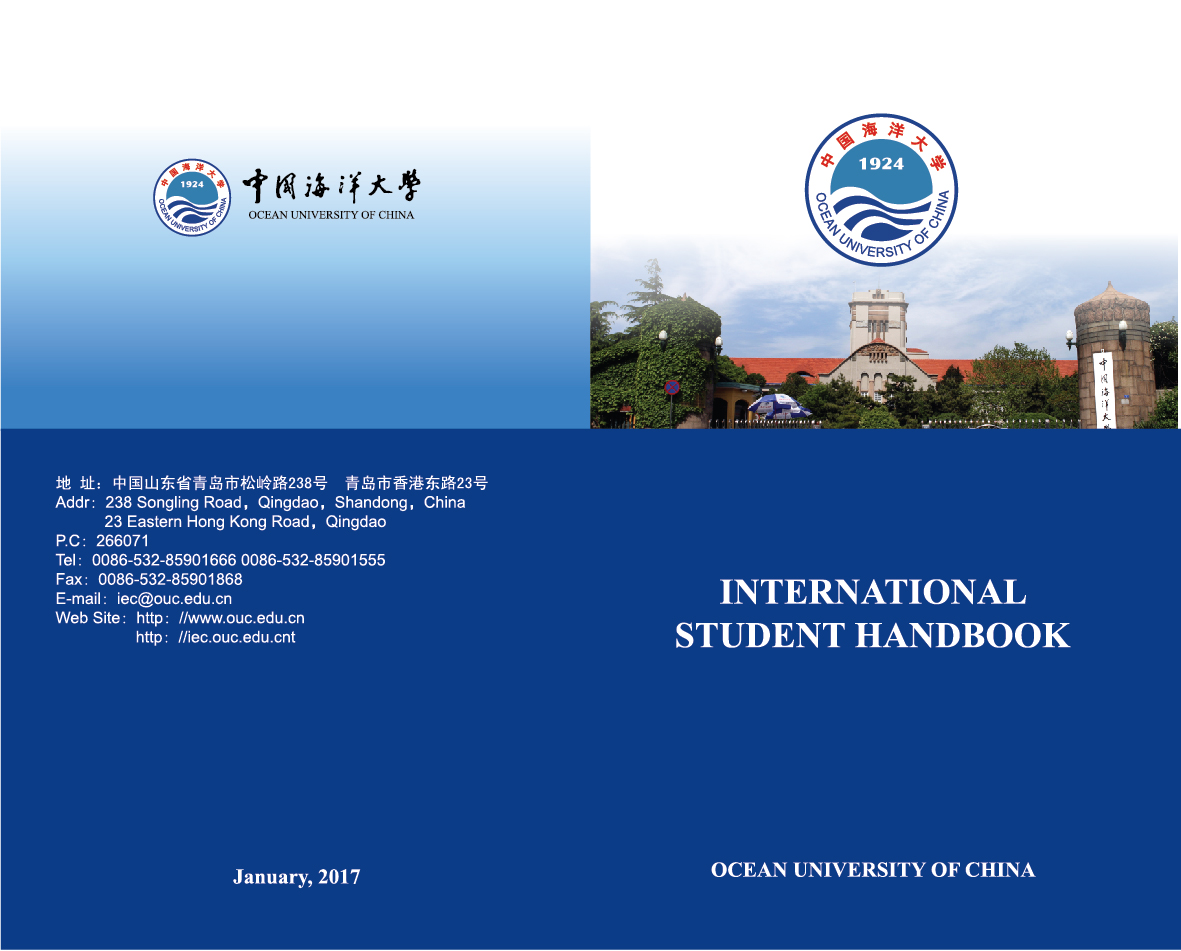 中国海洋大学
1924
OCEAN UNIVERSITY OF CHINA
中国海洋大學
OCEAN UNIVERSITY OF CHINA
地 址：中国山东省青岛市松岭路238号 青岛市香港东路23号
Addr：238 Songling Road，Qingdao，Shandong，China
23 Eastern Hong Kong Road，Qingdao
P.C：266071
Tel：0086-532-85901666 0086-532-85901555
Fax：0086-532-85901868
E-mail：iec@ouc.edu.cn
Web Site：http：//www.ouc.edu.cn
http：//iec.ouc.edu.cnt
January, 2017
中国海洋大学
1924
OCEAN UNIVERSITY OF CHINA
中国海洋大
INTERNATIONAL
STUDENT HANDBOOK
OCEAN UNIVERSITY OF CHINA